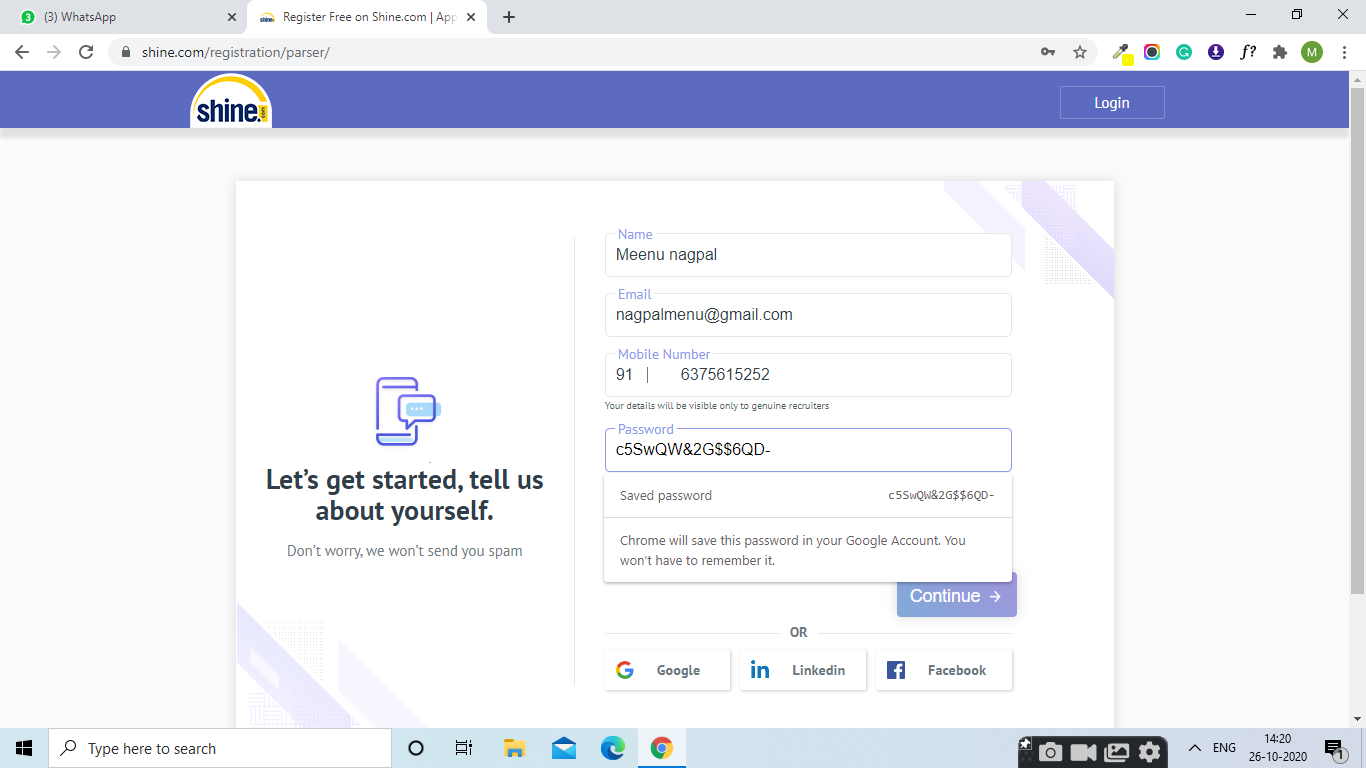 (3) WhatsApp
Register Free on Shine.com | App
shine.com/registration/parser/
f?
M
shine.com
Login
Name
Meenu nagpal
Email
nagpalmenu@gmail.com
Mobile Number
91 | 6375615252
Your details will be visible only to genuine recruiters
Password
c5SwQW&2G$$6QD-
Saved password c5SwQW&2G$$6QD-
Chrome will save this password in your Google Account. You
won't have to remember it.
Let's get started, tell us
about yourself.
Don't worry, we won't send you spam
Continue →
OR
Google
Linkedin
Facebook
Type here to search
ENG
14:20
26-10-2020
1